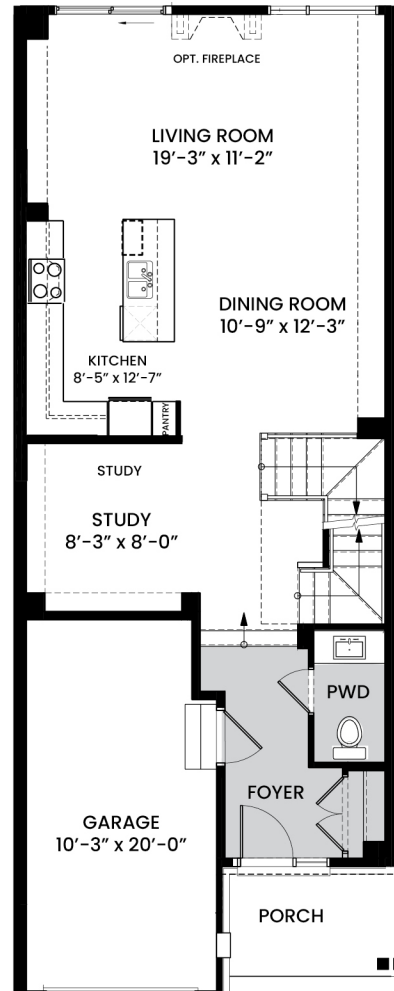 OPT. FIREPLACE
LIVING ROOM
19’-3” x 11’-2”
DINING ROOM
10’-9” x 12’-3”
KITCHEN
8’-5” x 12’-7”
PANTRY
STUDY
STUDY
8’-3” x 8’-0”
PWD
FOYER
GARAGE
10’-3” x 20’-0”
PORCH